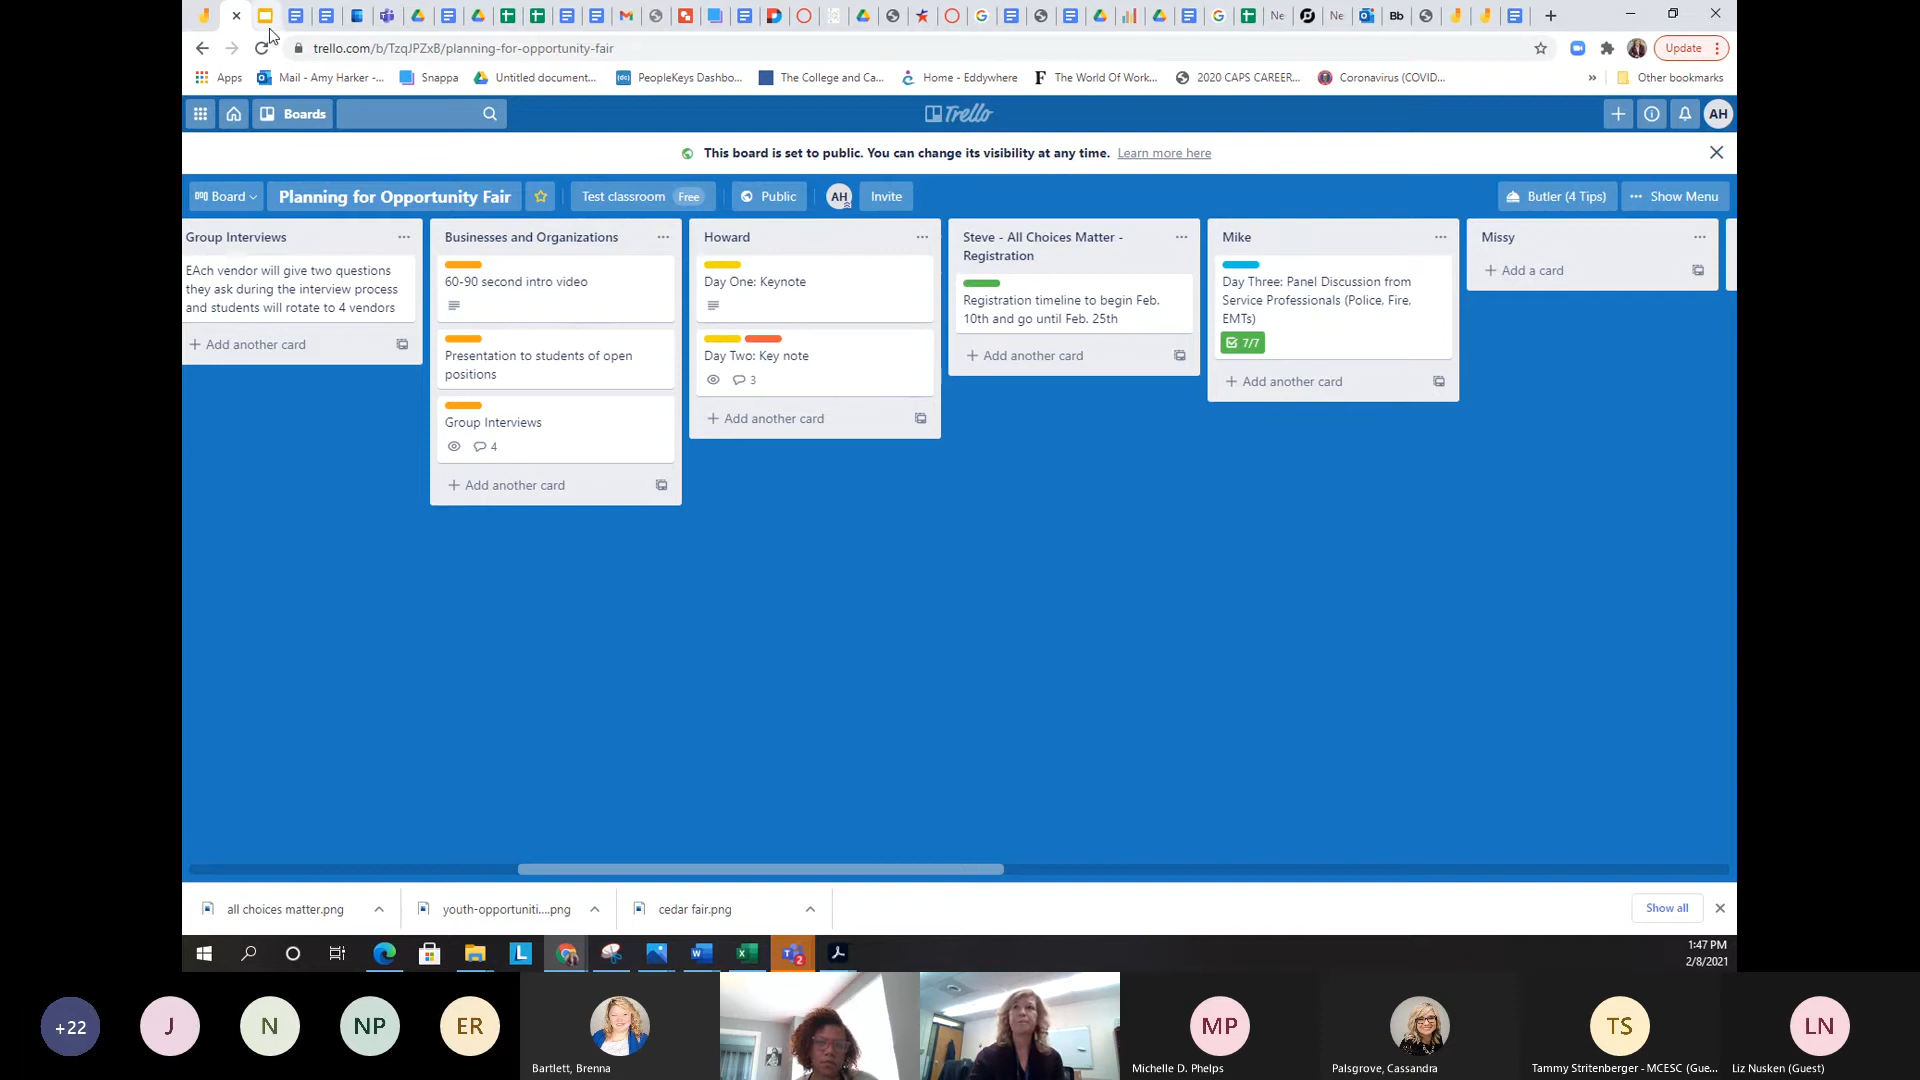 Ne
Ne
Bb
trello.com/b/TzqJPZxB/planning-for-opportunity-fair
Update
Apps
Mail - Amy Harker -...
Snappa
Untitled document...
PeopleKeys Dashbo...
The College and Ca...
Home - Eddywhere
The World Of Work...
2020 CAPS CAREER...
Coronavirus (COVID...
»
Other bookmarks
Boards
Trello
AH
This board is set to public. You can change its visibility at any time. Learn more here
Board
Planning for Opportunity Fair
Test classroom Free
Public
AH
Invite
Butler (4 Tips)
Show Menu
Group Interviews
EAch vendor will give two questions
they ask during the interview process
and students will rotate to 4 vendors
+ Add another card
Businesses and Organizations
60-90 second intro video
Presentation to students of open
positions
Group Interviews
4
+ Add another card
Howard
Day One: Keynote
Day Two: Key note
3
+ Add another card
Steve - All Choices Matter -
Registration
Registration timeline to begin Feb.
10th and go until Feb. 25th
+ Add another card
Mike
Day Three: Panel Discussion from
Service Professionals (Police, Fire,
EMTs)
7/7
+ Add another card
Missy
+ Add a card
all choices matter.png
youth-opportuniti....png
cedar fair.png
Show all
L
2
1:47 PM
2/8/2021
+22
J
N
NP
ER
Bartlett, Brenna
MP
Michelle D. Phelps
Palsgrove, Cassandra
TS
Tammy Stritenberger - MCESC (Gue...
LN
Liz Nusken (Guest)